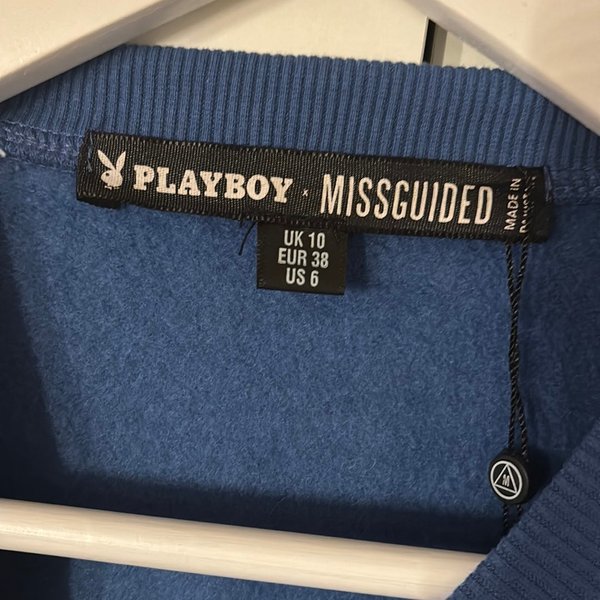 PLAYBOY x MISSGUIDED
MADE IN
UK 10
EUR 38
US 6
M